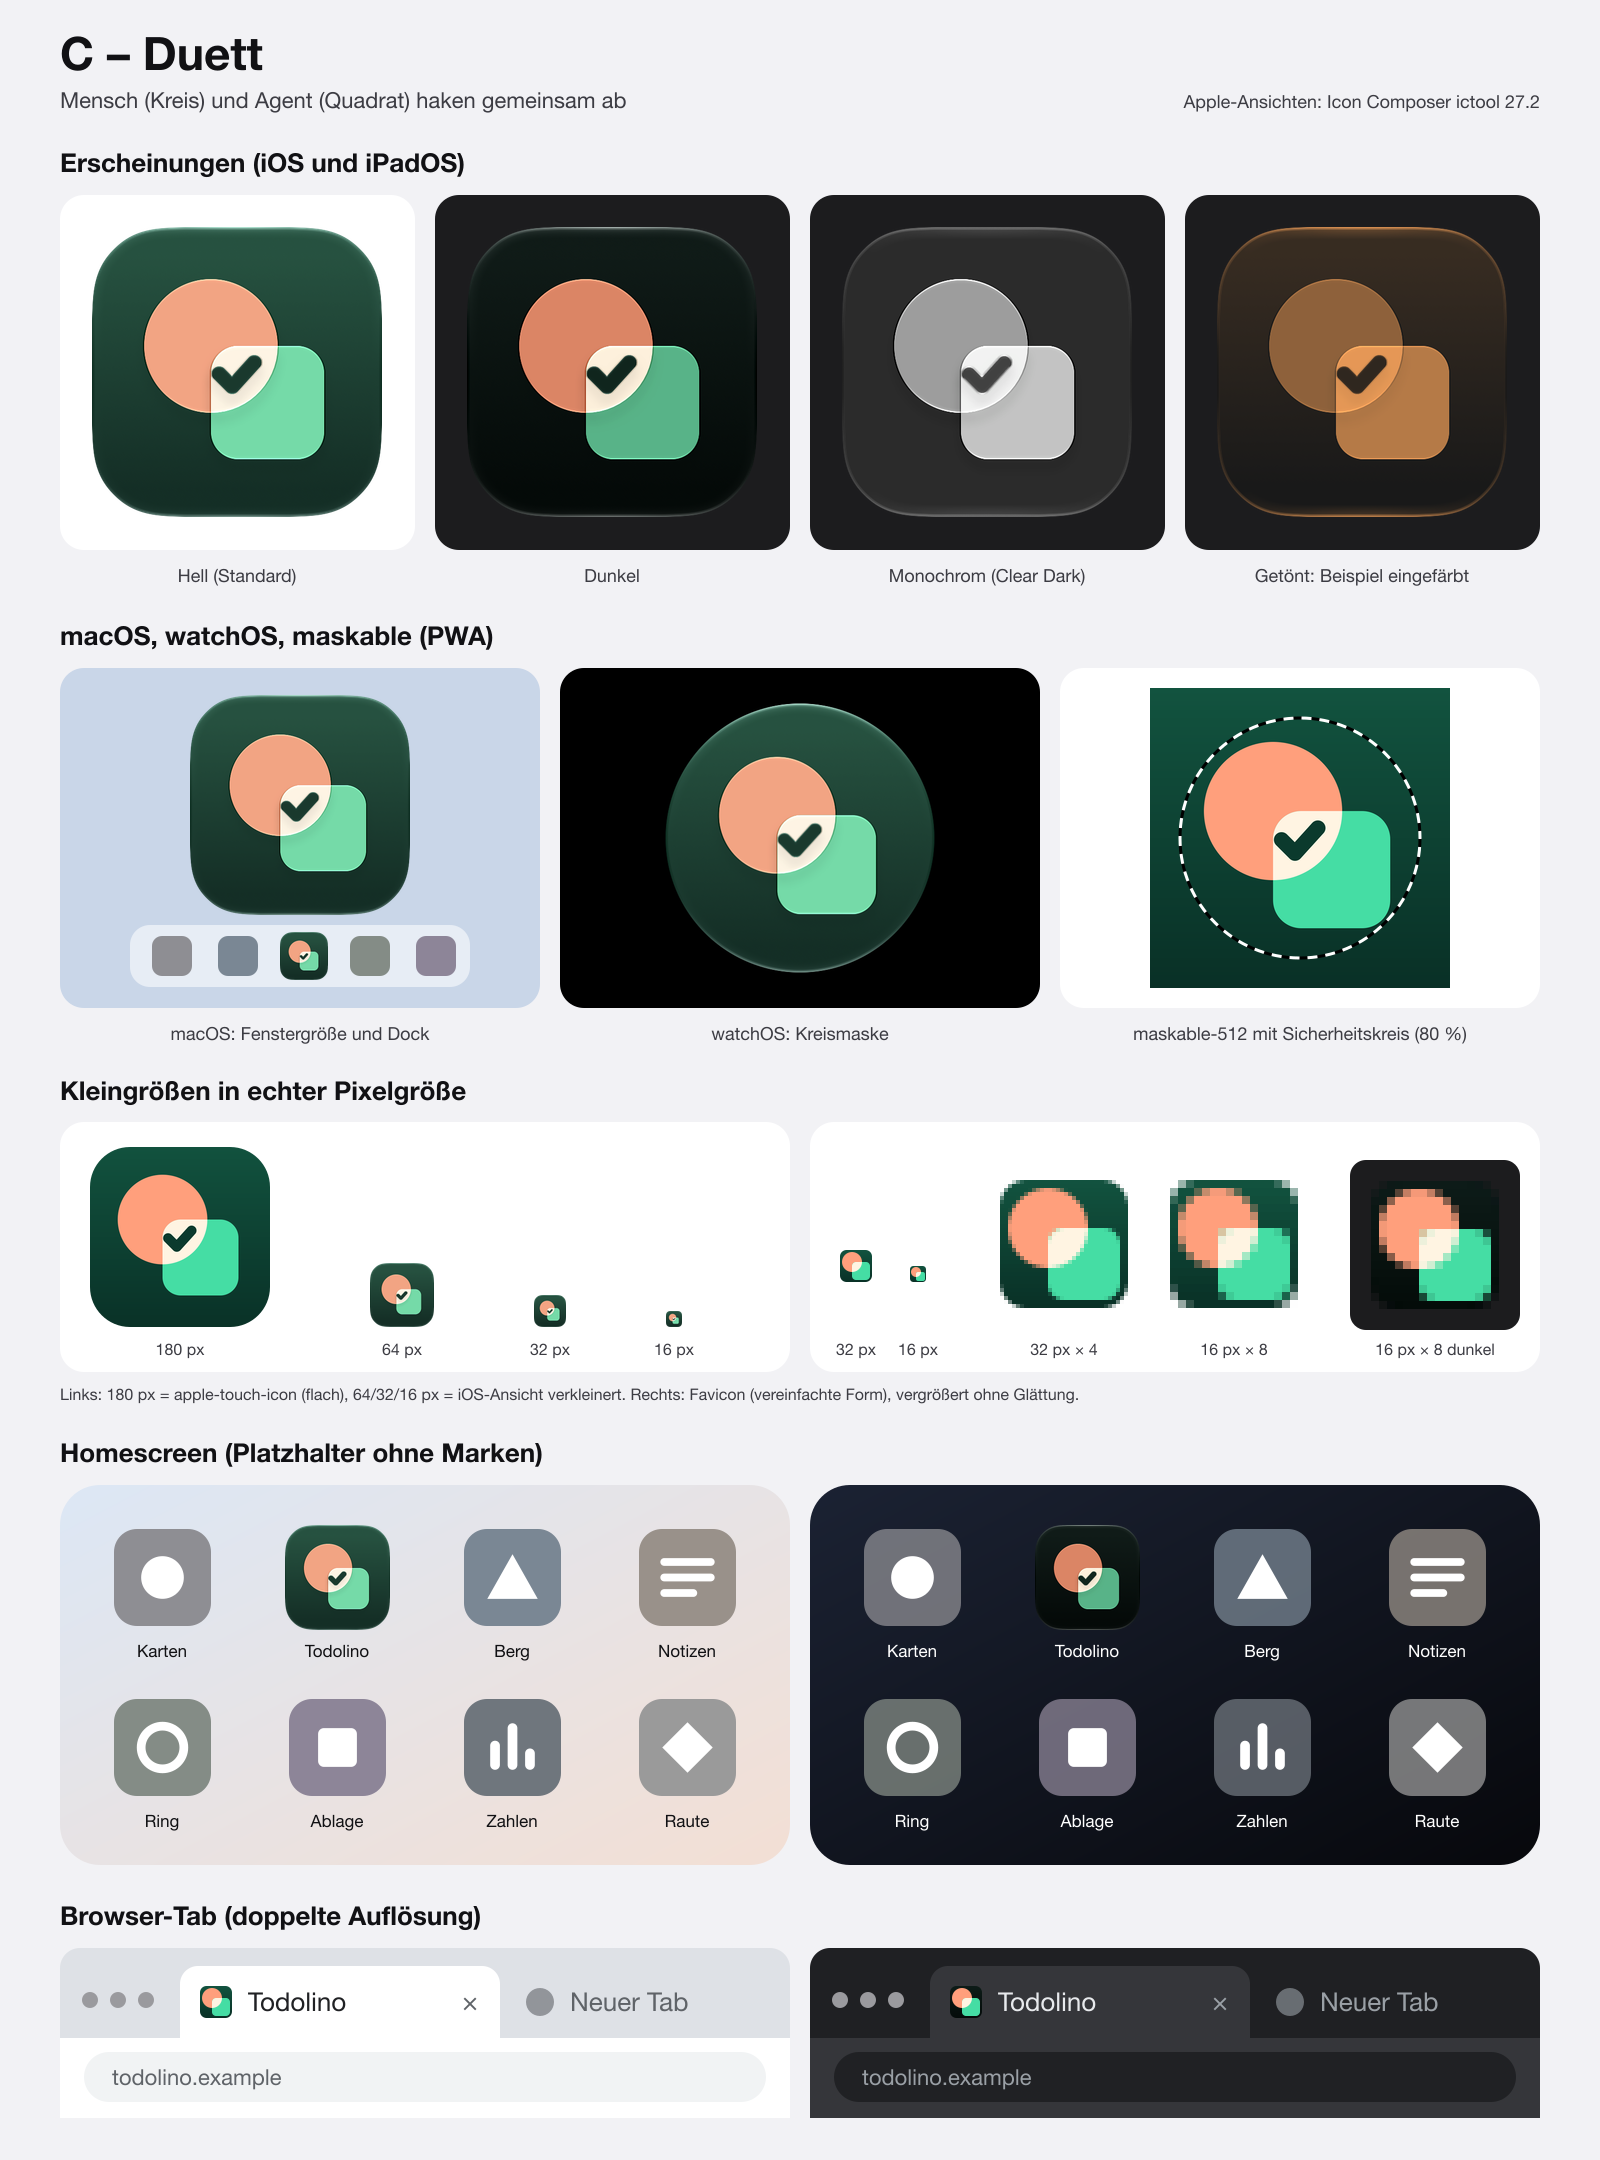 C – Duett
Mensch (Kreis) und Agent (Quadrat) haken gemeinsam ab
Apple-Ansichten: Icon Composer ictool 27.2
Erscheinungen (iOS und iPadOS)
Hell (Standard)
Dunkel
Monochrom (Clear Dark)
Getönt: Beispiel eingefärbt
macOS, watchOS, maskable (PWA)
macOS: Fenstergröße und Dock
watchOS: Kreismaske
maskable-512 mit Sicherheitskreis (80 %)
Kleingrößen in echter Pixelgröße
180 px
64 px
32 px
16 px
32 px
16 px
32 px × 4
16 px × 8
16 px × 8 dunkel
Links: 180 px = apple-touch-icon (flach), 64/32/16 px = iOS-Ansicht verkleinert. Rechts: Favicon (vereinfachte Form), vergrößert ohne Glättung.
Homescreen (Platzhalter ohne Marken)
Karten
Todolino
Berg
Notizen
Ring
Ablage
Zahlen
Raute
Karten
Todolino
Berg
Notizen
Ring
Ablage
Zahlen
Raute
Browser-Tab (doppelte Auflösung)
Todolino ×
Neuer Tab
todolino.example
Todolino ×
Neuer Tab
todolino.example